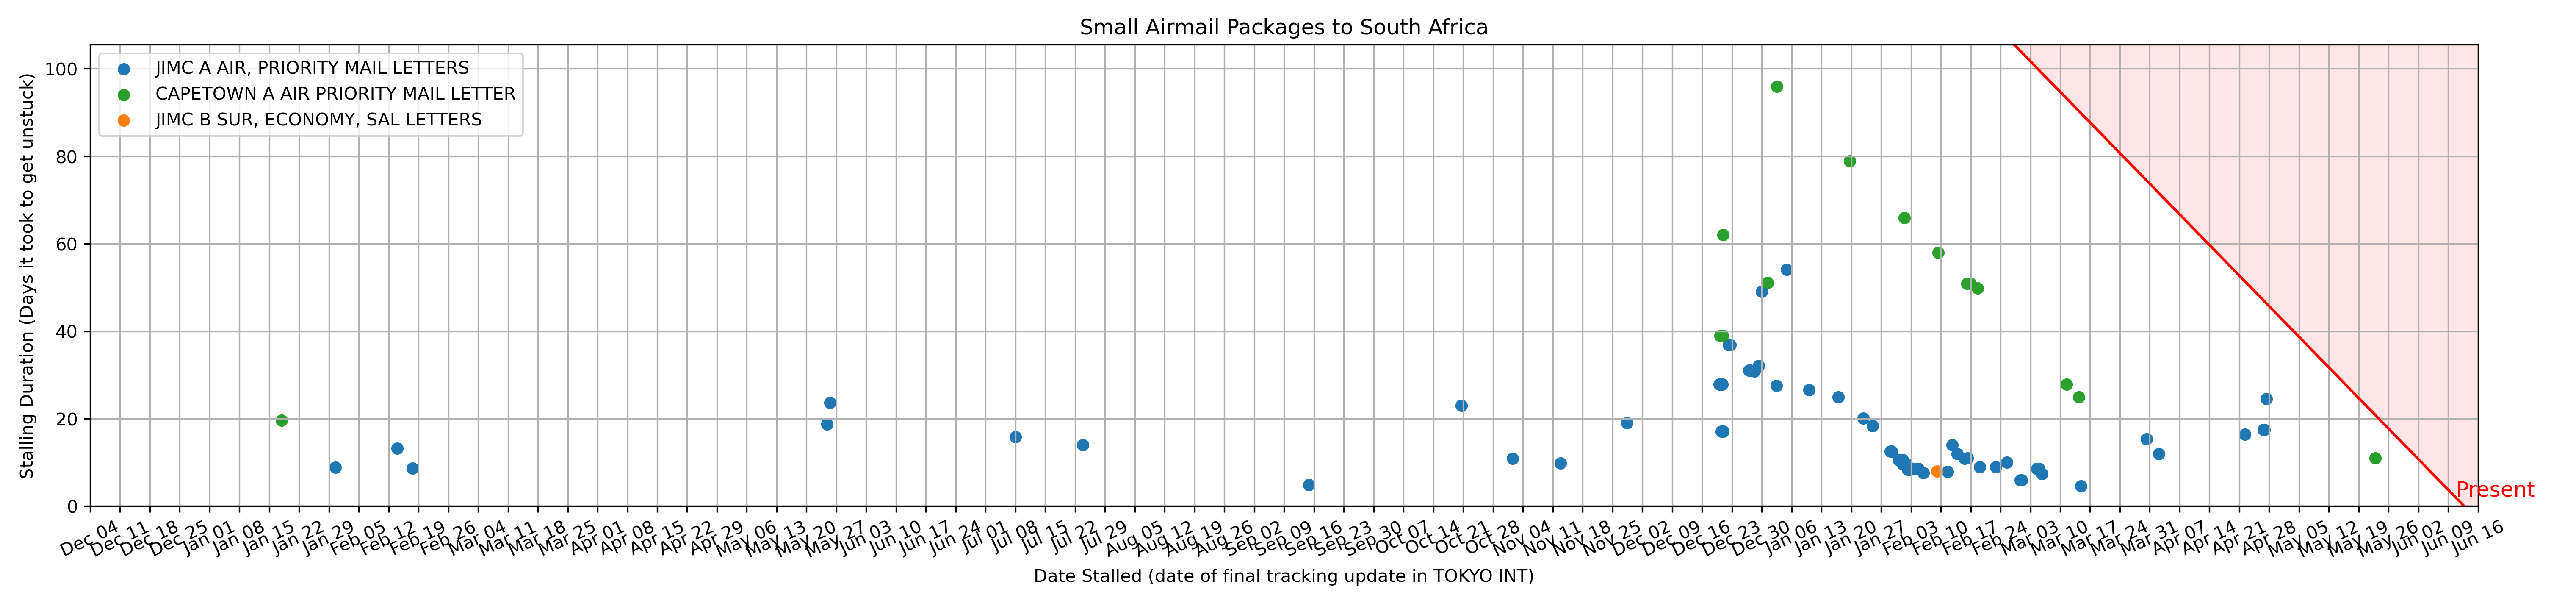 Small Airmail Packages to South Africa
JIMC A AIR, PRIORITY MAIL LETTERS
CAPETOWN A AIR PRIORITY MAIL LETTER
JIMC B SUR, ECONOMY, SAL LETTERS
Stalling Duration (Days it took to get unstuck)
100
80
60
40
20
0
Present
Dec 04
Dec 11
Dec 18
Dec 25
Jan 01
Jan 08
Jan 15
Jan 22
Jan 29
Feb 05
Feb 12
Feb 19
Feb 26
Mar 04
Mar 11
Mar 18
Mar 25
Apr 01
Apr 08
Apr 15
Apr 22
Apr 29
May 06
May 13
May 20
May 27
Jun 03
Jun 10
Jun 17
Jun 24
Jul 01
Jul 08
Jul 15
Jul 22
Jul 29
Aug 05
Aug 12
Aug 19
Aug 26
Sep 02
Sep 09
Sep 16
Sep 23
Sep 30
Oct 07
Oct 14
Oct 21
Oct 28
Nov 04
Nov 11
Nov 18
Nov 25
Dec 02
Dec 09
Dec 16
Dec 23
Dec 30
Jan 06
Jan 13
Jan 20
Jan 27
Feb 03
Feb 10
Feb 17
Feb 24
Mar 03
Mar 10
Mar 17
Mar 24
Mar 31
Apr 07
Apr 14
Apr 21
Apr 28
May 05
May 12
May 19
May 26
Jun 02
Jun 09
Jun 16
Date Stalled (date of final tracking update in TOKYO INT)